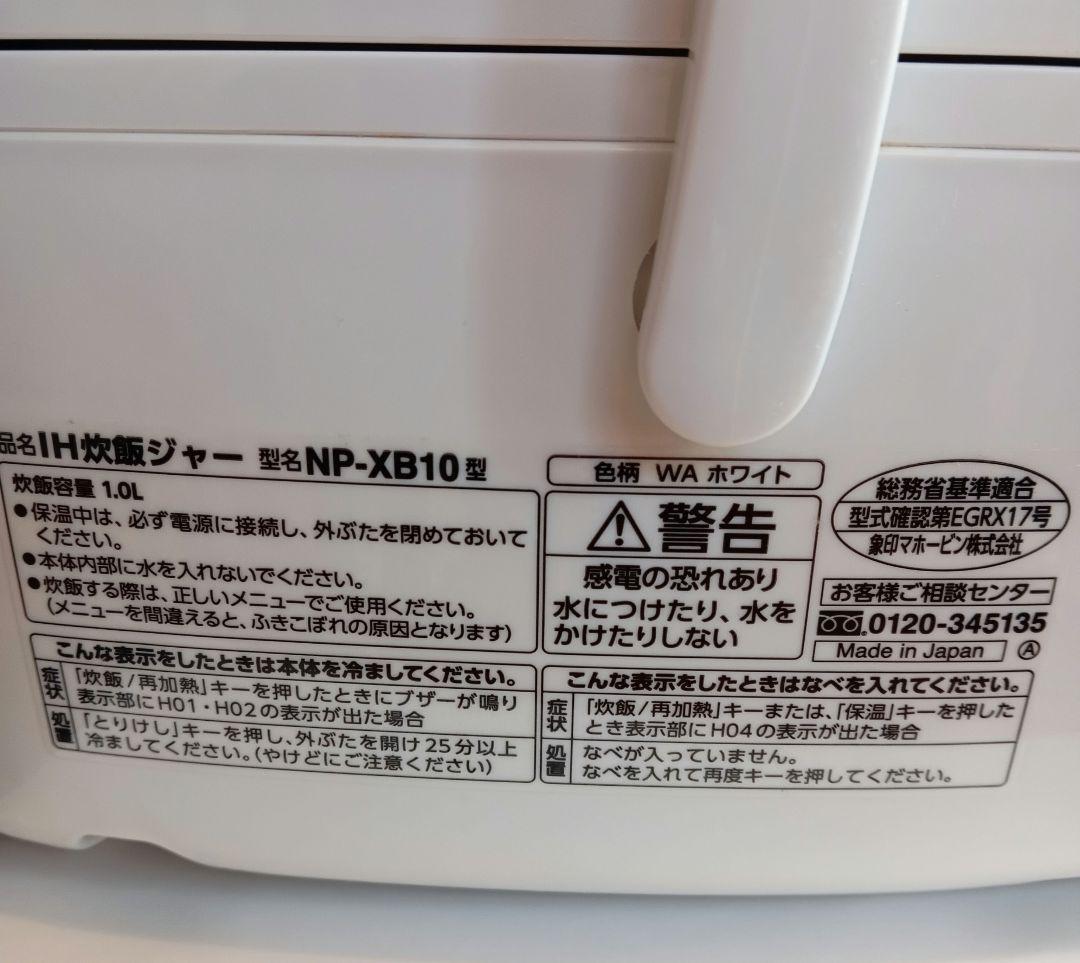 品名IH炊飯ジャー 型名NP-XB10型
炊飯容量 1.0L
●保温中は、必ず電源に接続し、外ぶたを閉めておいて
ください。
●本体内部に水を入れないでください。
●炊飯する際は、正しいメニューでご使用ください。
(メニューを間違えると、ふきこぼれの原因となります)
こんな表示をしたときは本体を冷ましてください。
症状 「炊飯/再加熱」キーを押したときにブザーが鳴り
表示部にH01・H02の表示が出た場合
処置 「とりけし」キーを押し、外ぶたを開け25分以上
冷ましてください。(やけどにご注意ください)
色柄 WA ホワイト
警告
感電の恐れあり
水につけたり、水を
かけたりしない
総務省基準適合
型式確認第EGRX17号
象印マホービン株式会社
お客様ご相談センター
0120-345135
Made in Japan Ⓐ
こんな表示をしたときはなべを入れてください。
症状 「炊飯/再加熱」キーまたは、「保温」キーを押した
とき表示部にH04の表示が出た場合
処置 なべが入っていません。
なべを入れて再度キーを押してください。